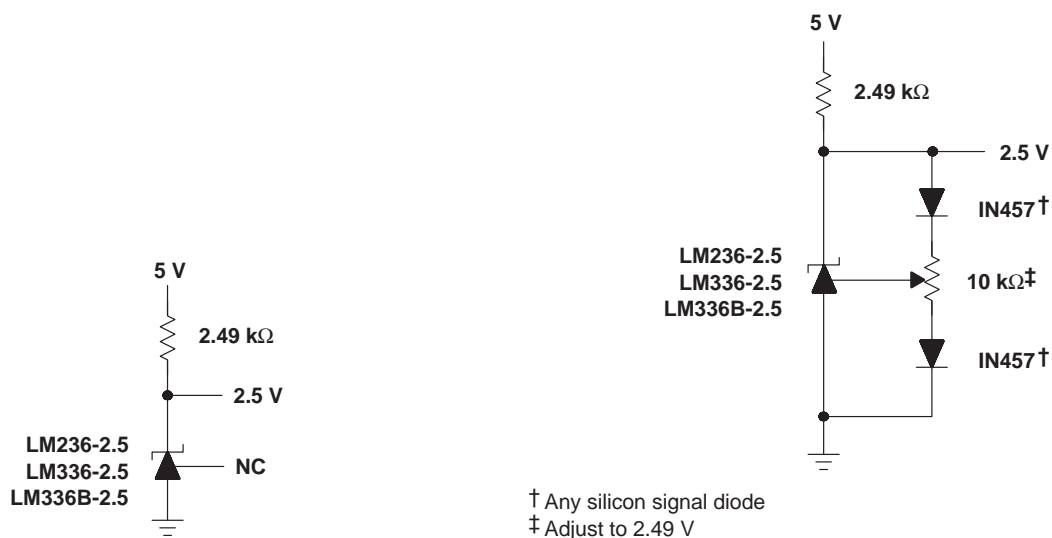 5 V
2.49 kΩ
2.5 V
LM236-2.5
LM336-2.5
LM336B-2.5
NC
5 V
2.49 kΩ
2.5 V
IN457†
LM236-2.5
LM336-2.5
LM336B-2.5
10 kΩ‡
IN457†
† Any silicon signal diode
‡ Adjust to 2.49 V